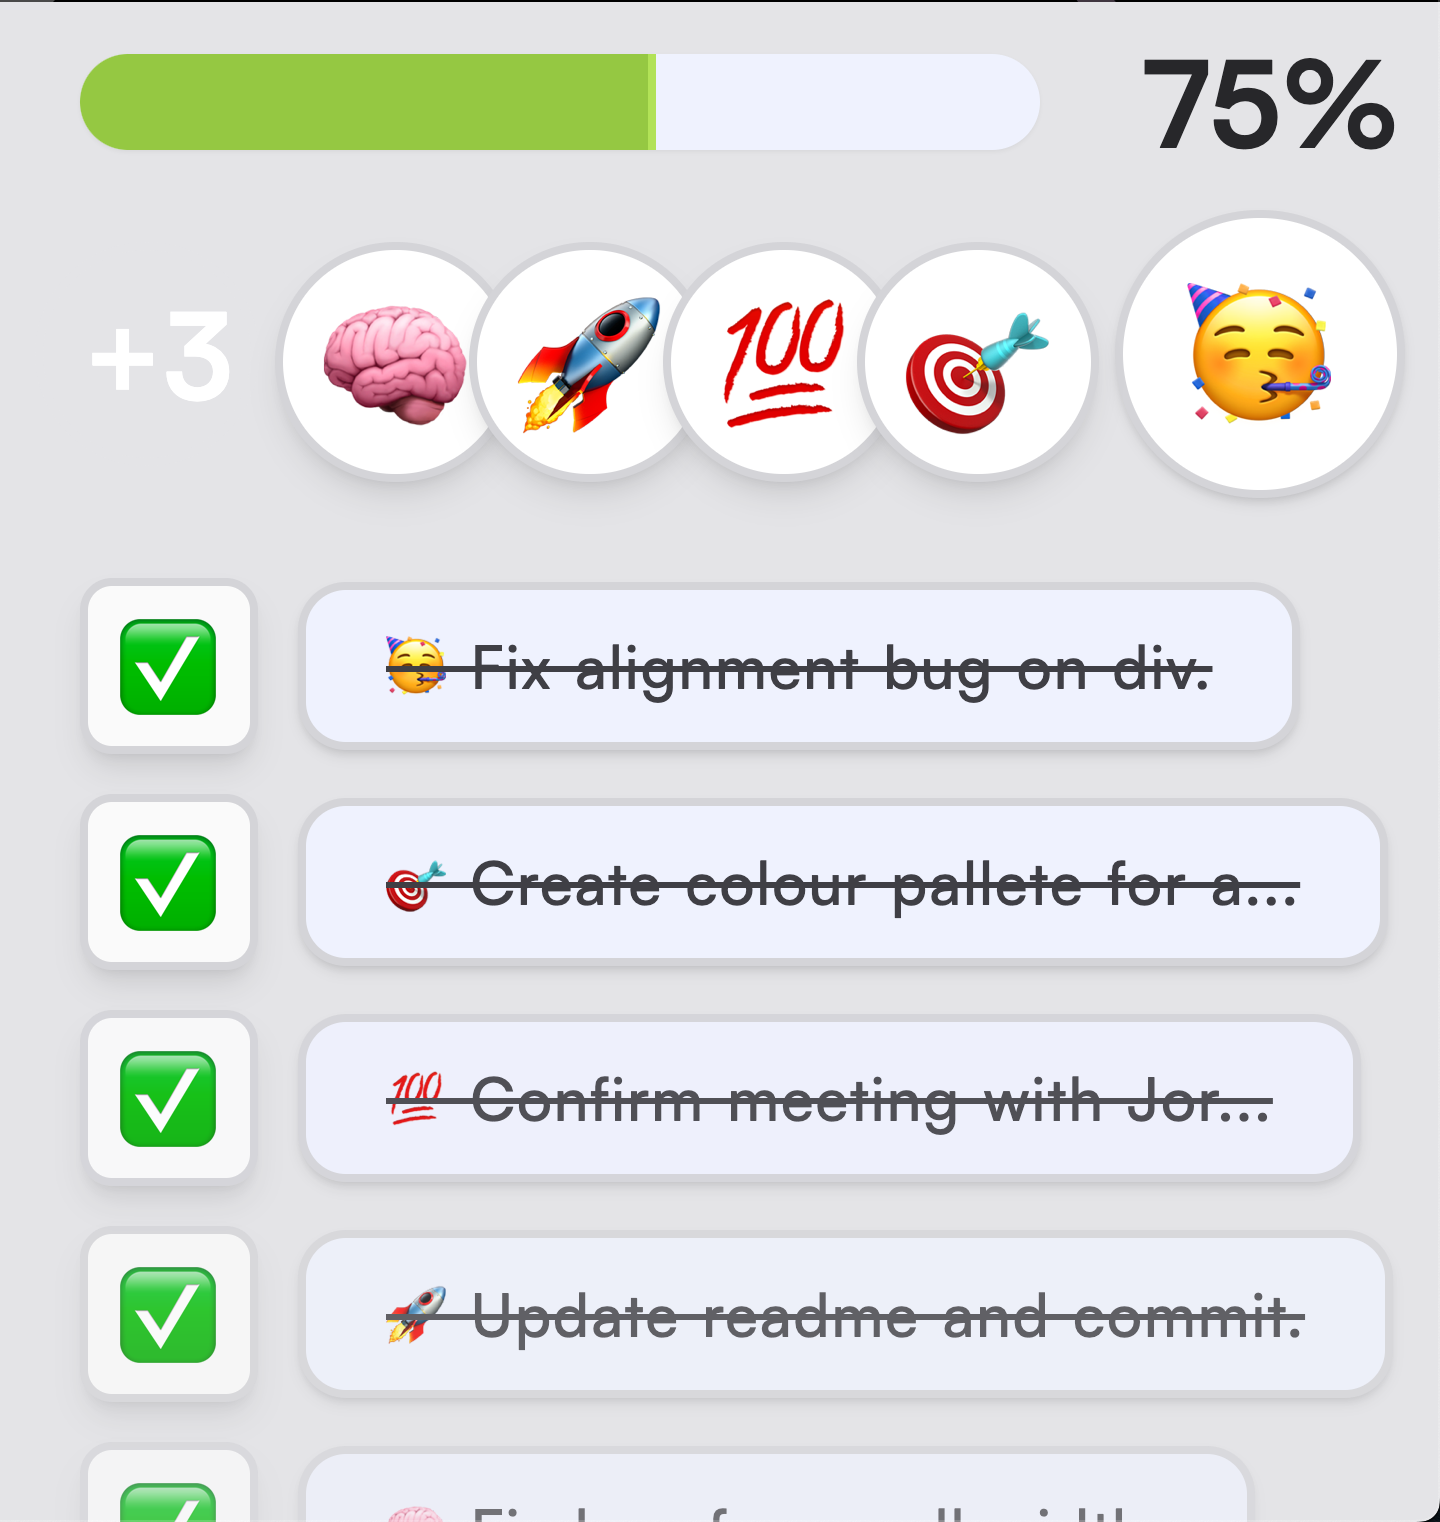 75%
+3
Fix alignment bug on div.
Create colour pallete for a...
Confirm meeting with Jor...
Update readme and commit.